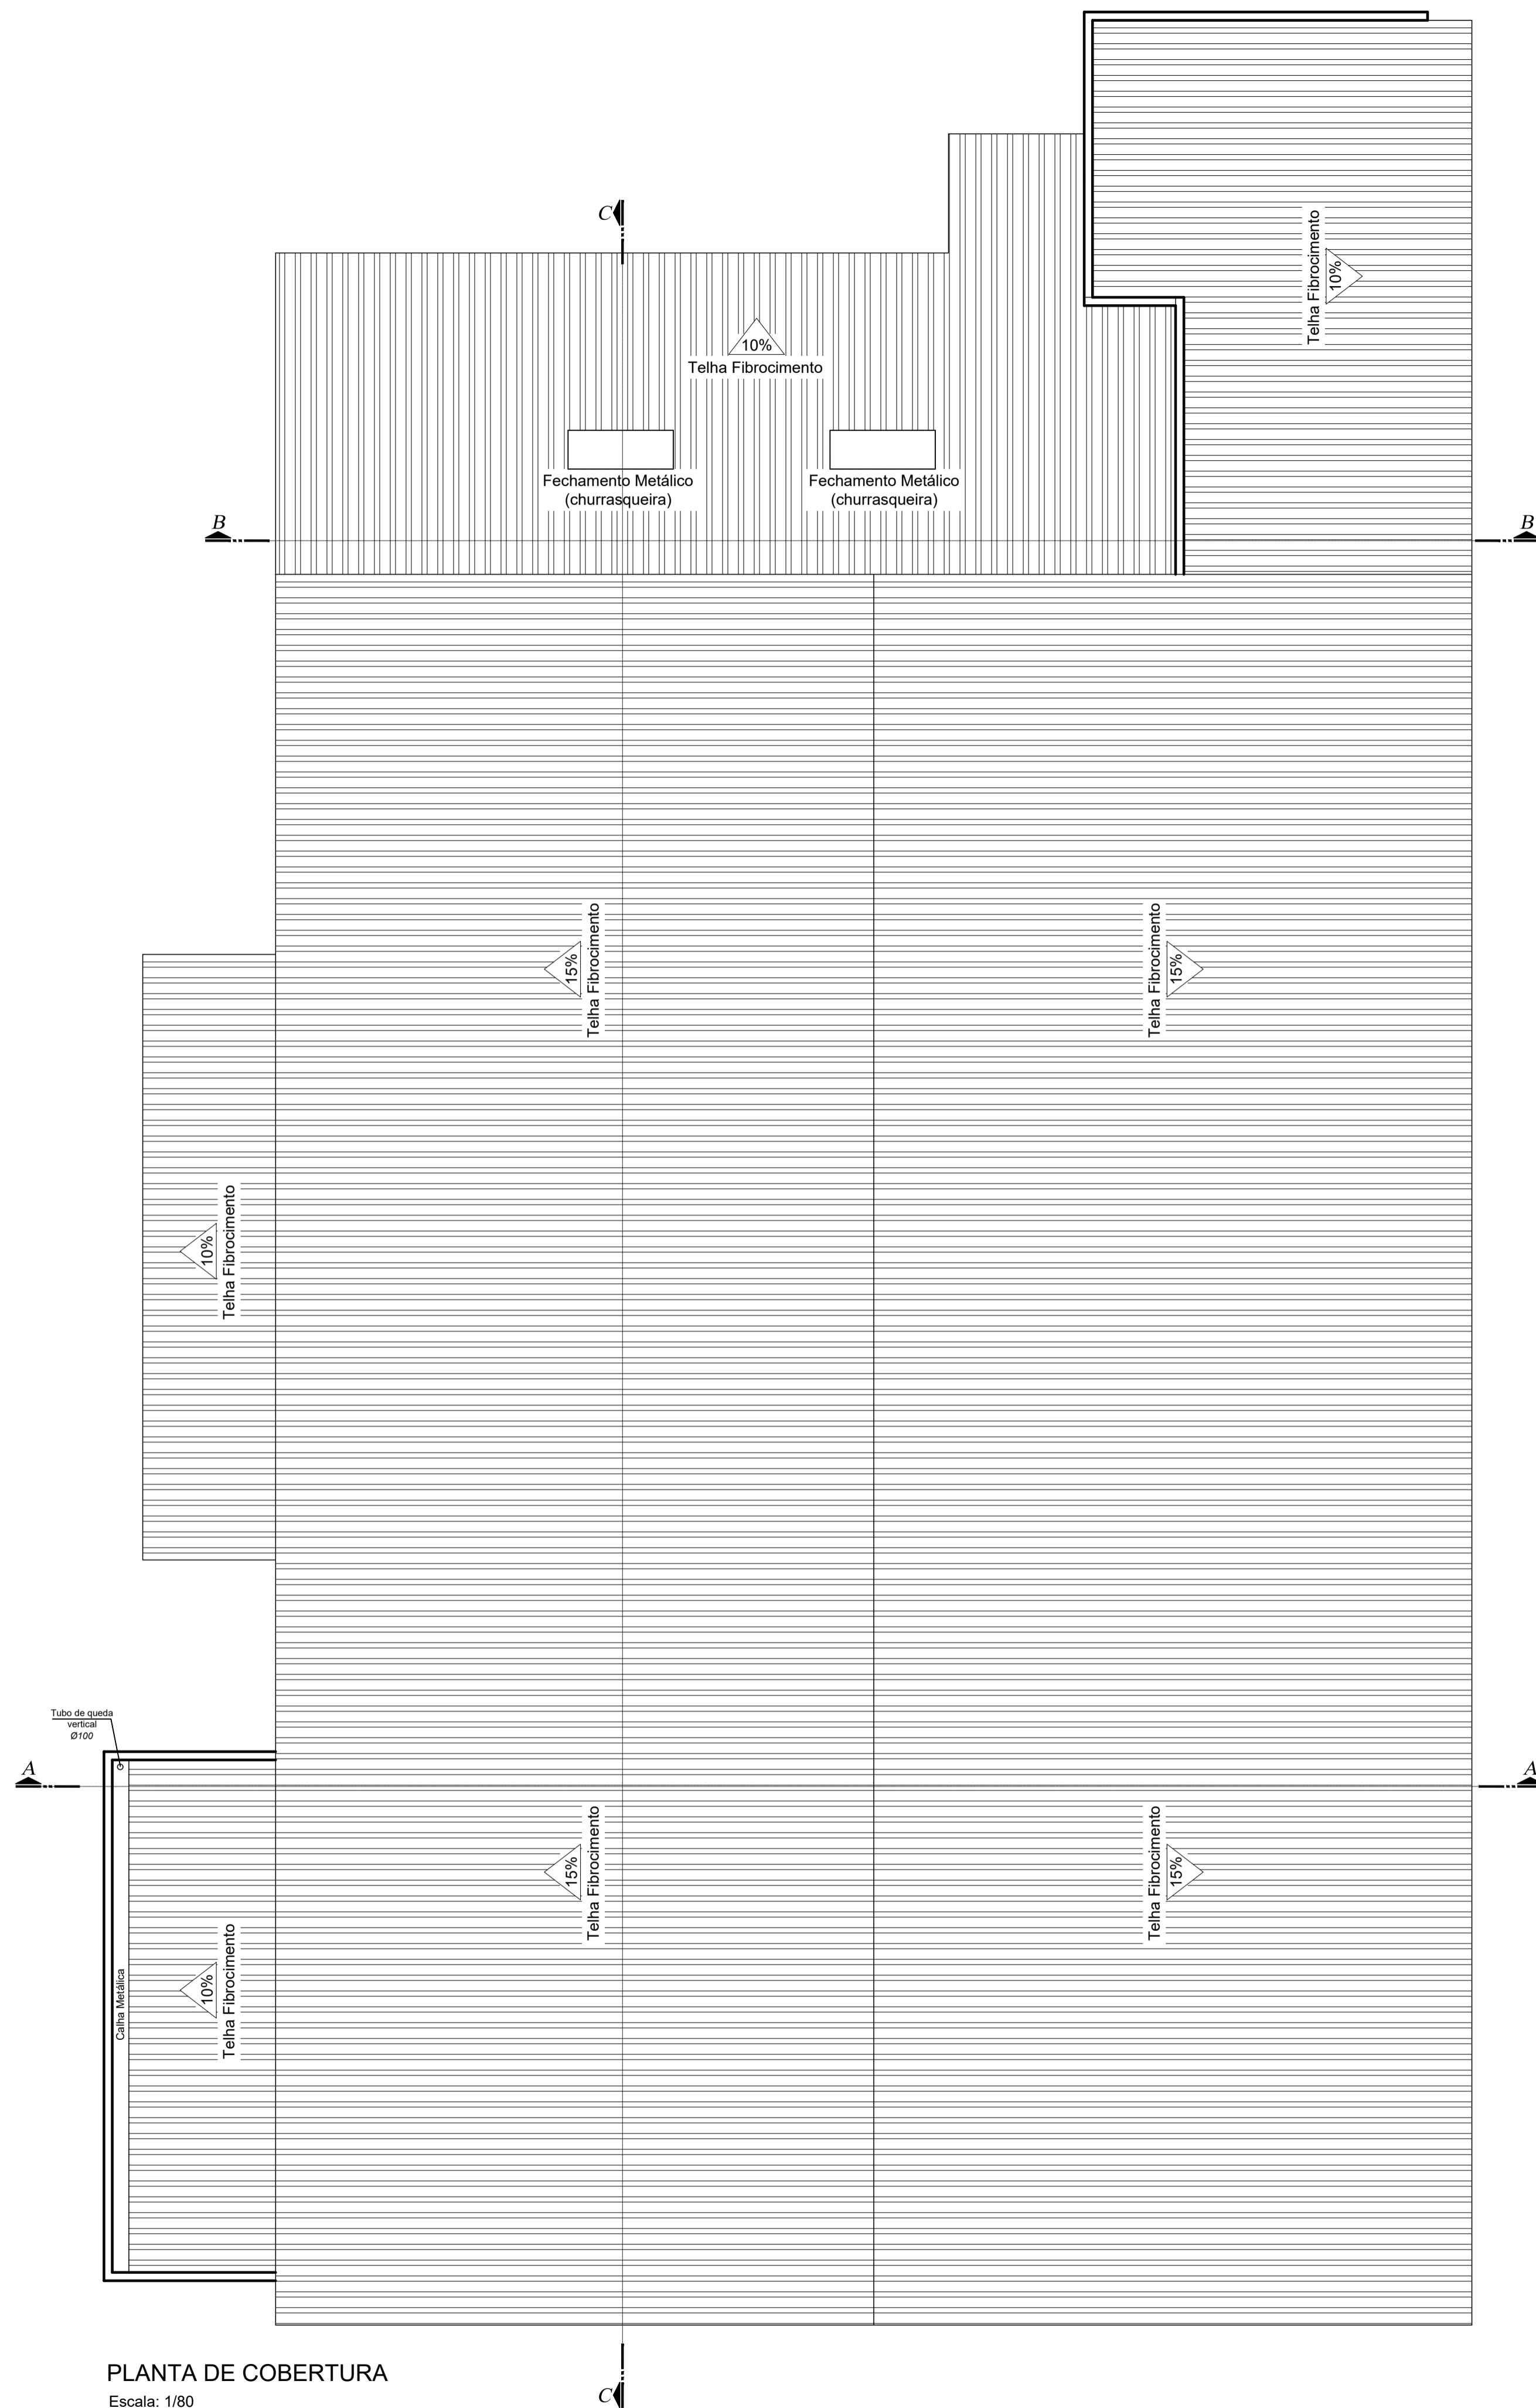 C
Telha Fibrocimento
10%
10%
Telha Fibrocimento
Fechamento Metálico
(churrasqueira)
Fechamento Metálico
(churrasqueira)
B
B
15%
Telha Fibrocimento
Telha Fibrocimento
15%
10%
Telha Fibrocimento
Tubo de queda
vertical
Ø100
A
A
15%
Telha Fibrocimento
Telha Fibrocimento
15%
Calha Metálica
10%
Telha Fibrocimento
PLANTA DE COBERTURA
Escala: 1/80
C